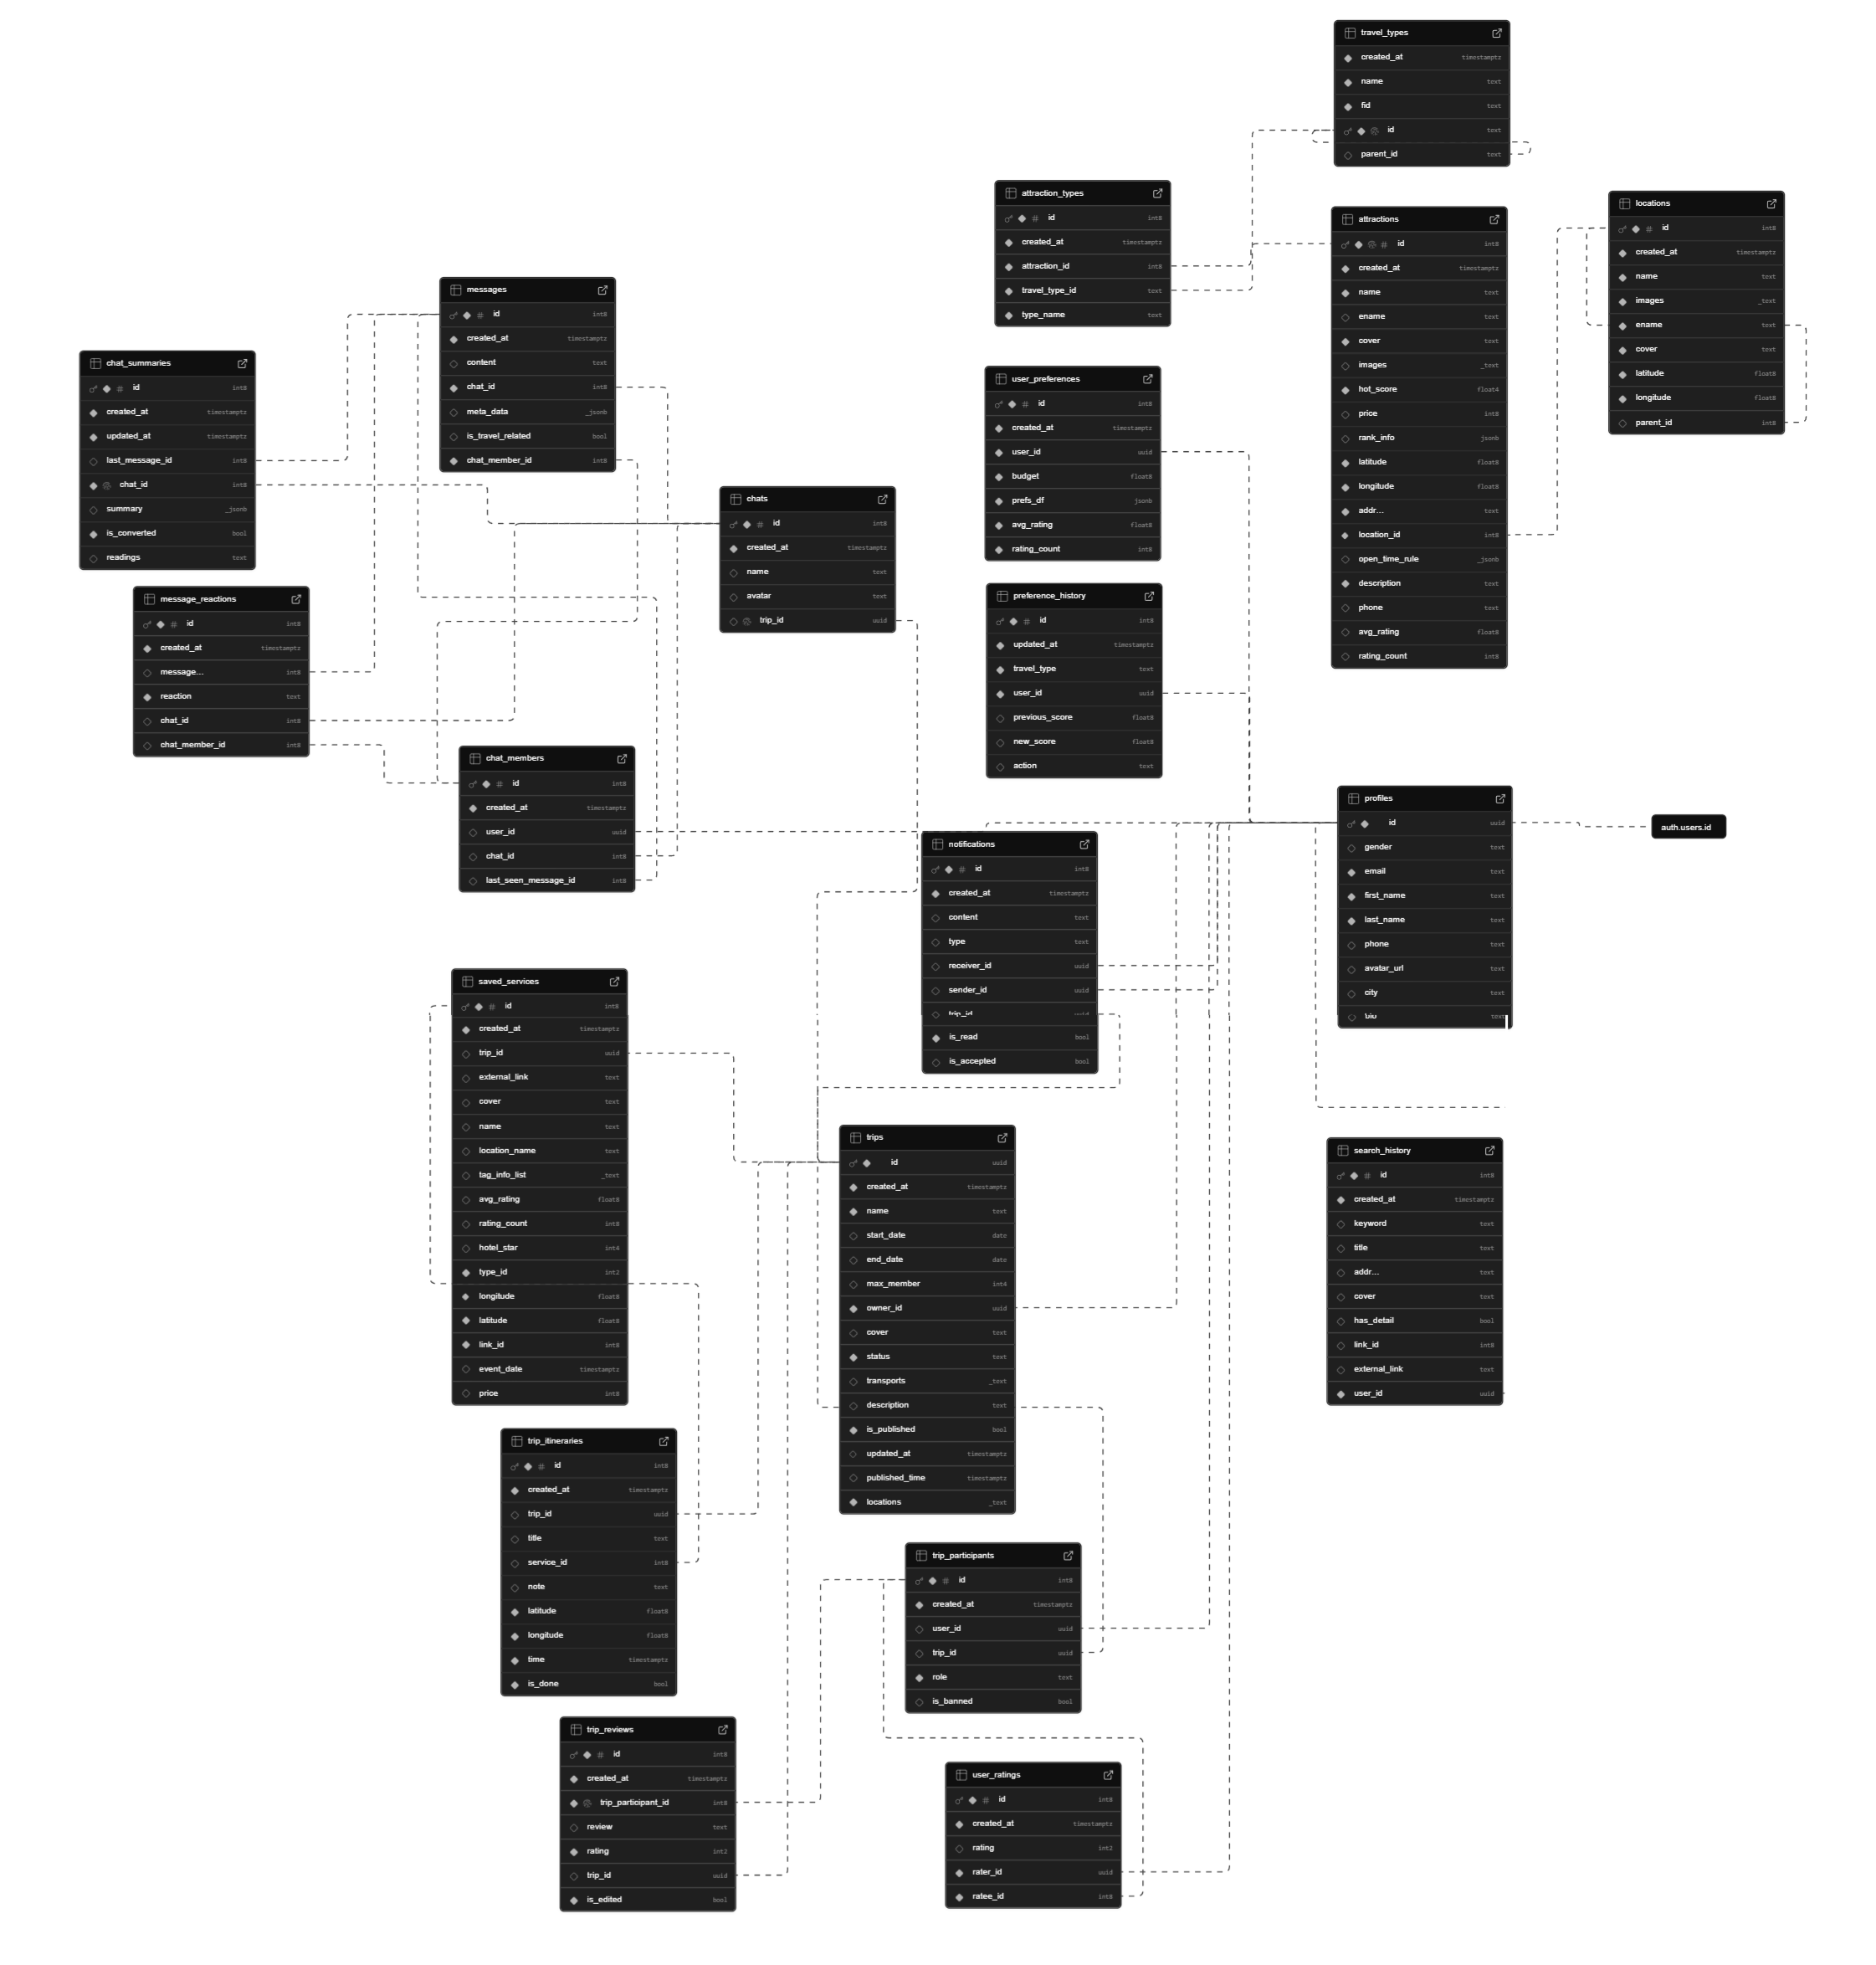 travel_types
created_at timestamptz
name text
fid text
id text
parent_id text
attraction_types
id int8
created_at timestamptz
attraction_id int8
travel_type_id text
type_name text
attractions
id int8
created_at timestamptz
name text
ename text
cover text
images _text
hot_score float4
price int8
rank_info jsonb
latitude float8
longitude float8
addr... text
location_id int8
open_time_rule _jsonb
description text
phone text
avg_rating float8
rating_count int8
locations
id int8
created_at timestamptz
name text
images _text
ename text
cover text
latitude float8
longitude float8
parent_id int8
messages
id int8
created_at timestamptz
content text
chat_id int8
meta_data _jsonb
is_travel_related bool
chat_member_id int8
chat_summaries
id int8
created_at timestamptz
updated_at timestamptz
last_message_id int8
chat_id int8
summary _jsonb
is_converted bool
readings text
user_preferences
id int8
created_at timestamptz
user_id uuid
budget float8
prefs_df jsonb
avg_rating float8
rating_count int8
chats
id int8
created_at timestamptz
name text
avatar text
trip_id uuid
message_reactions
id int8
created_at timestamptz
message... int8
reaction text
chat_id int8
chat_member_id int8
preference_history
id int8
updated_at timestamptz
travel_type text
user_id uuid
previous_score float8
new_score float8
action text
chat_members
id int8
created_at timestamptz
user_id uuid
chat_id int8
last_seen_message_id int8
profiles
id uuid
gender text
email text
first_name text
last_name text
phone text
avatar_url text
city text
text
auth.users.id
notifications
id int8
created_at timestamptz
content text
type text
receiver_id uuid
sender_id uuid
trip_id uuid
is_read bool
is_accepted bool
saved_services
id int8
created_at timestamptz
trip_id uuid
external_link text
cover text
name text
location_name text
tag_info_list _text
avg_rating float8
rating_count int8
hotel_star int4
type_id int2
longitude float8
latitude float8
link_id int8
event_date timestamptz
price int8
trips
id uuid
created_at timestamptz
name text
start_date date
end_date date
max_member int4
owner_id uuid
cover text
status text
transports _text
description text
is_published bool
updated_at timestamptz
published_time timestamptz
locations _text
search_history
id int8
created_at timestamptz
keyword text
title text
addr... text
cover text
has_detail bool
link_id int8
external_link text
user_id uuid
trip_itineraries
id int8
created_at timestamptz
trip_id uuid
title text
service_id int8
note text
latitude float8
longitude float8
time timestamptz
is_done bool
trip_participants
id int8
created_at timestamptz
user_id uuid
trip_id uuid
role text
is_banned bool
trip_reviews
id int8
created_at timestamptz
trip_participant_id int8
review text
rating int2
trip_id uuid
is_edited bool
user_ratings
id int8
created_at timestamptz
rating int2
rater_id uuid
ratee_id int8